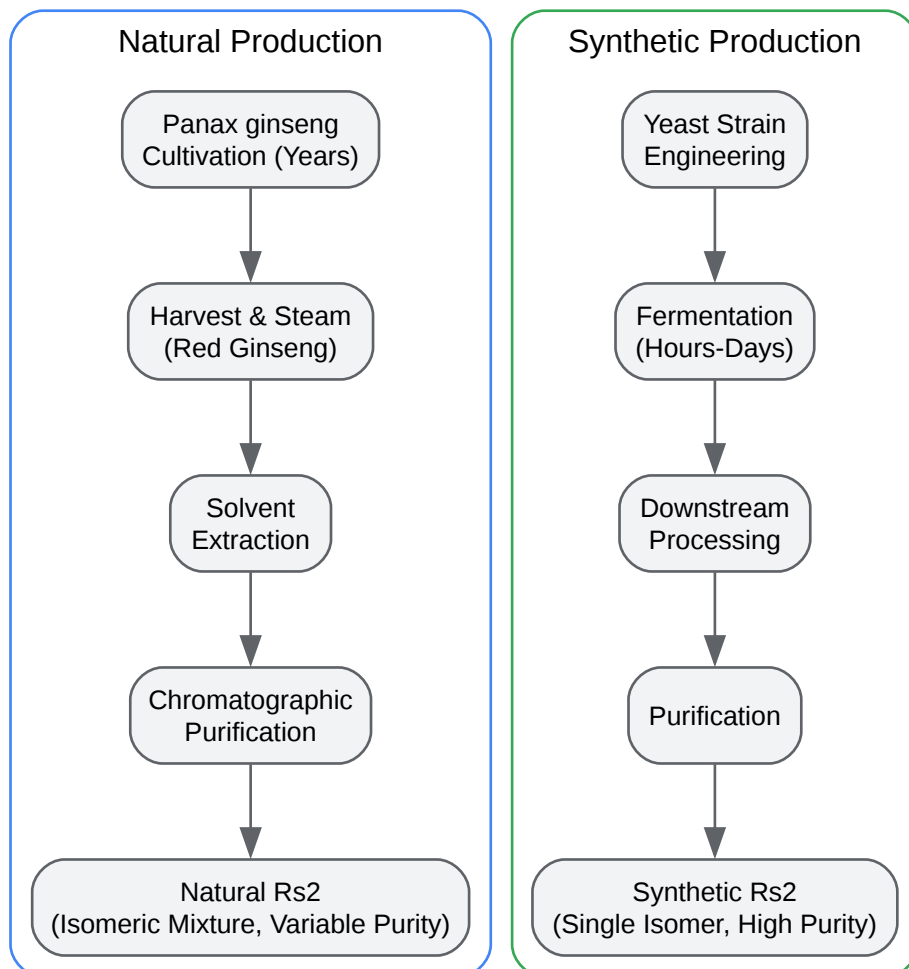 Natural Production
Panax ginseng
Cultivation (Years)
Harvest & Steam
(Red Ginseng)
Solvent
Extraction
Chromatographic
Purification
Natural Rs2
(Isomeric Mixture, Variable Purity)
Synthetic Production
Yeast Strain
Engineering
Fermentation
(Hours-Days)
Downstream
Processing
Purification
Synthetic Rs2
(Single Isomer, High Purity)